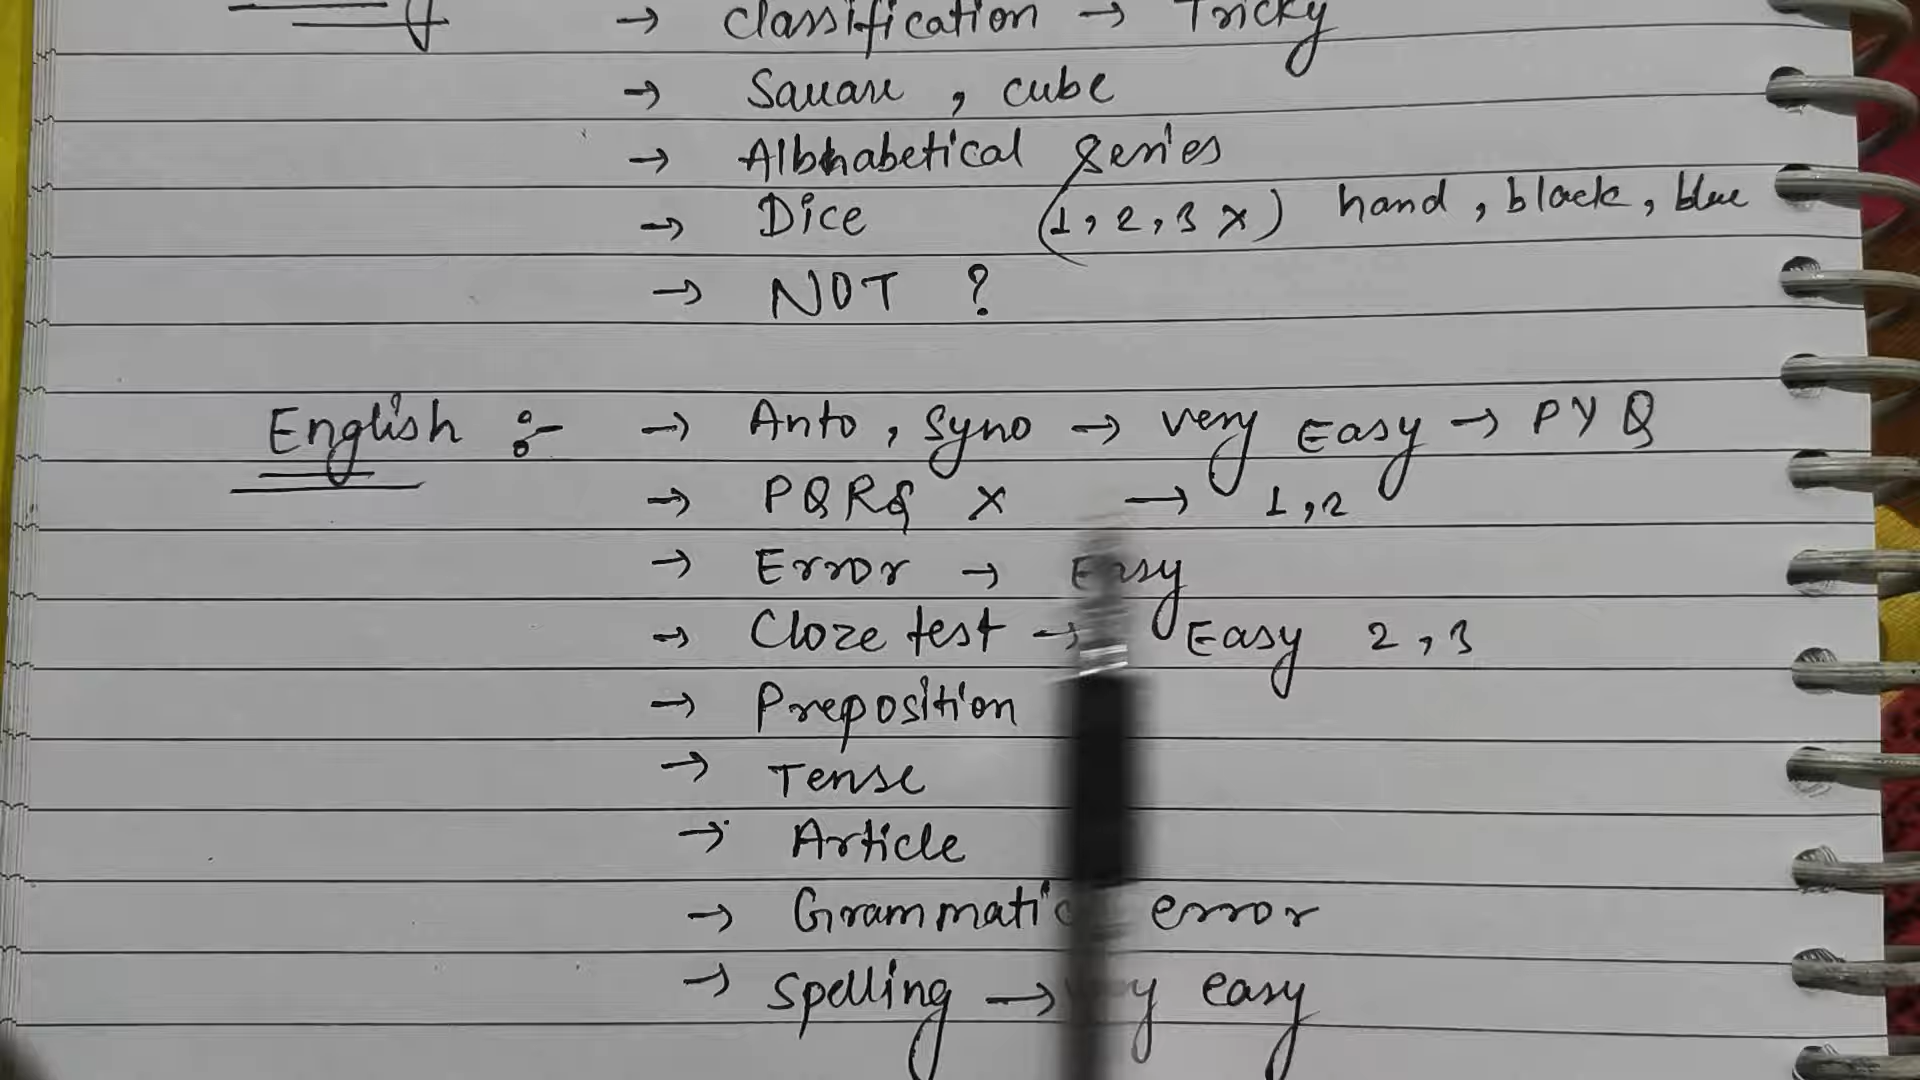 → Classification → Tricky
→ Square , cube
→ Albhabetical series
→ Dice (1, 2, 3 x) hand, black, blue
→ NOT ?
English :- → Anto, Syno → very Easy → PYQ
→ PQRS x → 1,2
→ Error → Easy
→ Cloze test → Easy 2,3
→ Preposition
→ Tense
→ Article
→ error
→ Spelling → easy